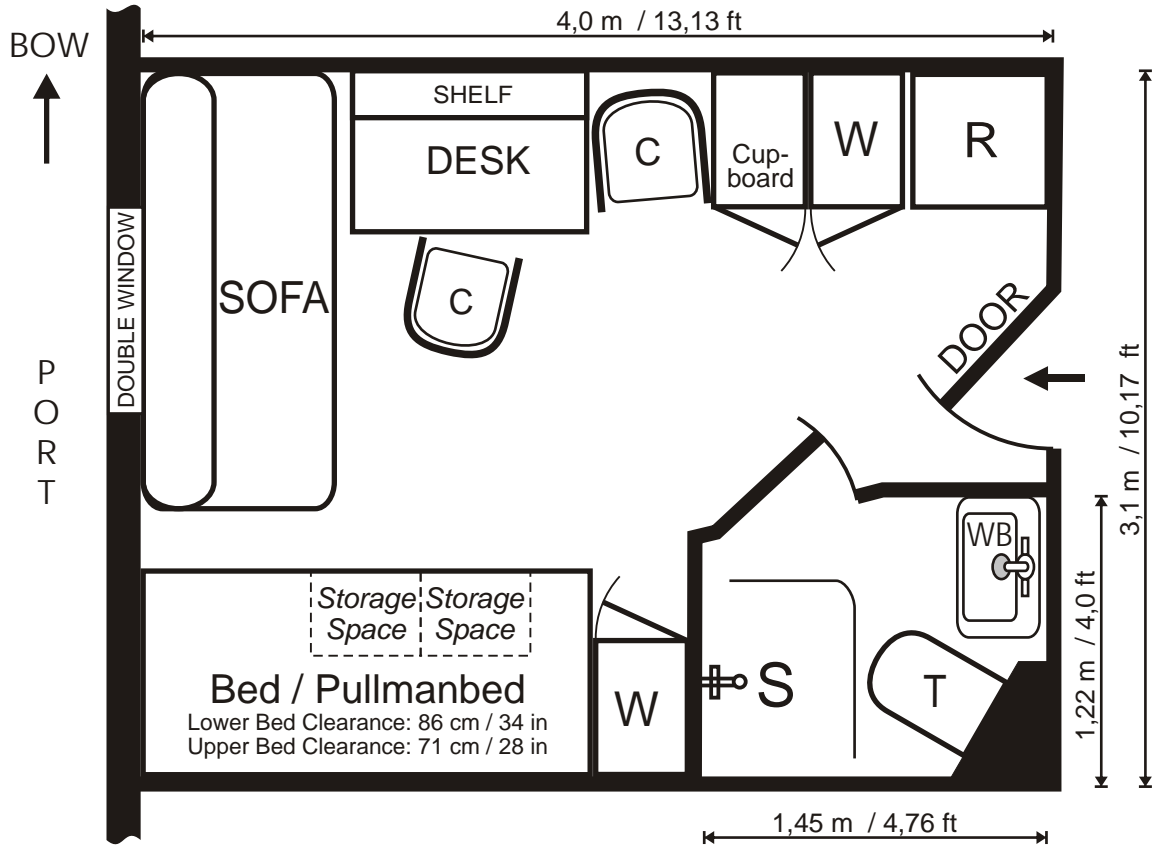 4,0 m / 13,13 ft
BOW
SHELF
DESK
C
Cup-
board
W
R
DOUBLE WINDOW
SOFA
C
DOOR
P
O
R
T
3,1 m / 10,17 ft
WB
1,22 m / 4,0 ft
Storage
Space
Storage
Space
Bed / Pullmanbed
Lower Bed Clearance: 86 cm / 34 in
Upper Bed Clearance: 71 cm / 28 in
W
S
T
1,45 m / 4,76 ft